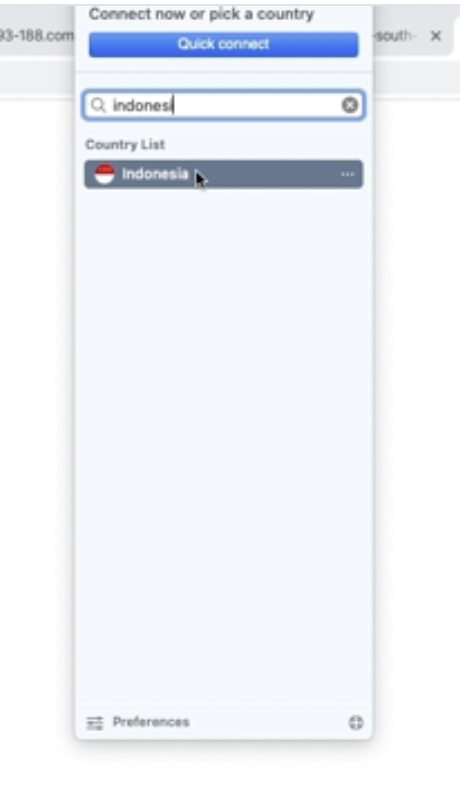 Connect now or pick a country
93-188.com
Quick connect
-south-
indonesi
Country List
Indonesia
Preferences